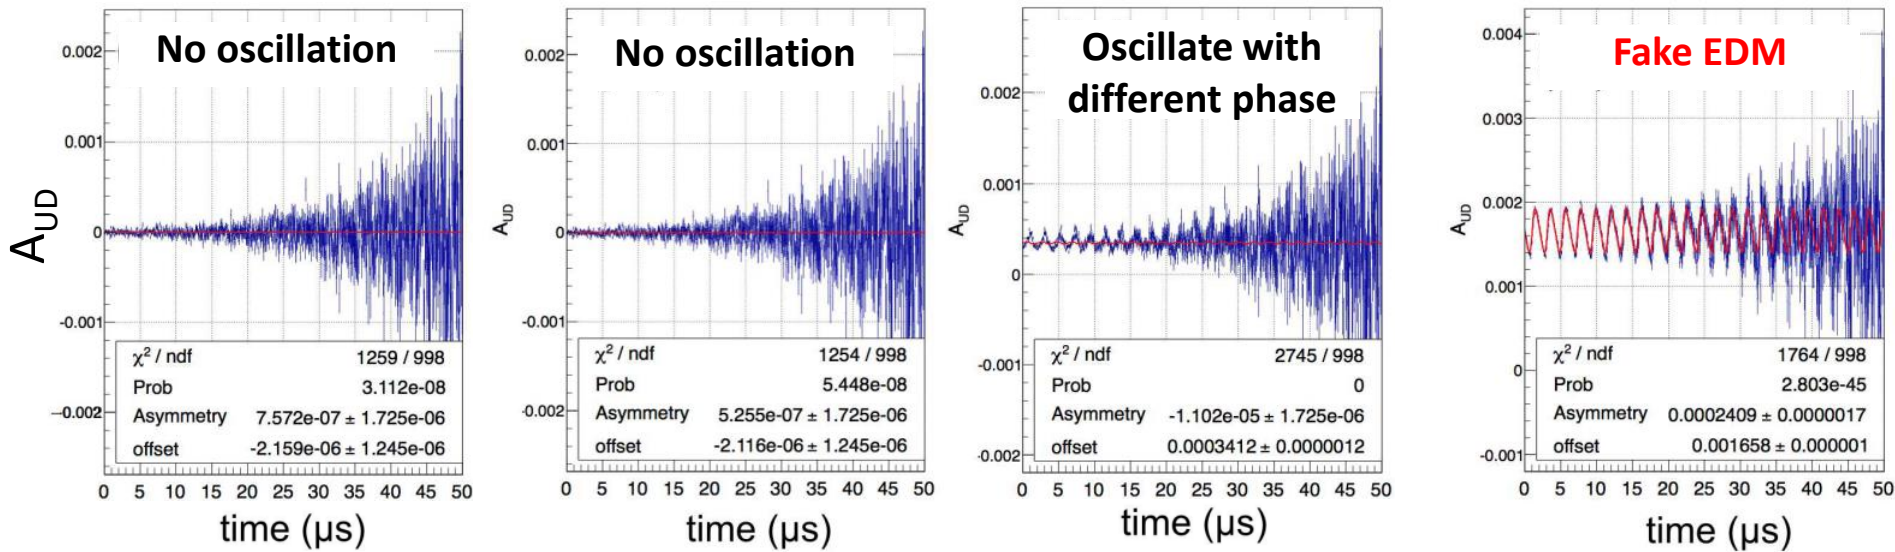 No oscillation
A_UD
0.002
0.001
0
-0.001
-0.002
χ² / ndf 1259 / 998
Prob 3.112e-08
Asymmetry 7.572e-07 ± 1.725e-06
offset -2.159e-06 ± 1.245e-06
0 5 10 15 20 25 30 35 40 45 50
time (μs)
No oscillation
A_UD
0.002
0.001
0
-0.001
-0.002
χ² / ndf 1254 / 998
Prob 5.448e-08
Asymmetry 5.255e-07 ± 1.725e-06
offset -2.116e-06 ± 1.245e-06
0 5 10 15 20 25 30 35 40 45 50
time (μs)
Oscillate with
different phase
A_UD
0.002
0.001
0
-0.001
-0.002
χ² / ndf 2745 / 998
Prob 0
Asymmetry -1.102e-05 ± 1.725e-06
offset 0.0003412 ± 0.0000012
0 5 10 15 20 25 30 35 40 45 50
time (μs)
Fake EDM
A_UD
0.004
0.003
0.002
0.001
0
-0.001
χ² / ndf 1764 / 998
Prob 2.803e-45
Asymmetry 0.0002409 ± 0.0000017
offset 0.001658 ± 0.000001
0 5 10 15 20 25 30 35 40 45 50
time (μs)